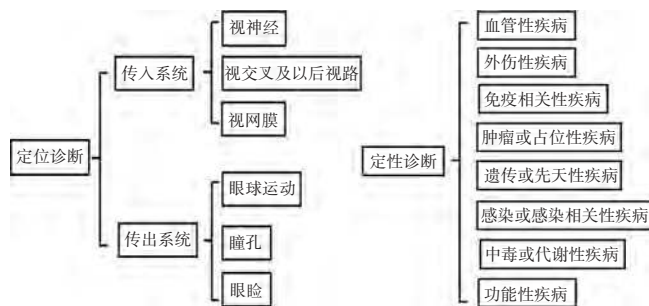 定位诊断
传入系统
视神经
视交叉及以后视路
视网膜
传出系统
眼球运动
瞳孔
眼睑
定性诊断
血管性疾病
外伤性疾病
免疫相关性疾病
肿瘤或占位性疾病
遗传或先天性疾病
感染或感染相关性疾病
中毒或代谢性疾病
功能性疾病